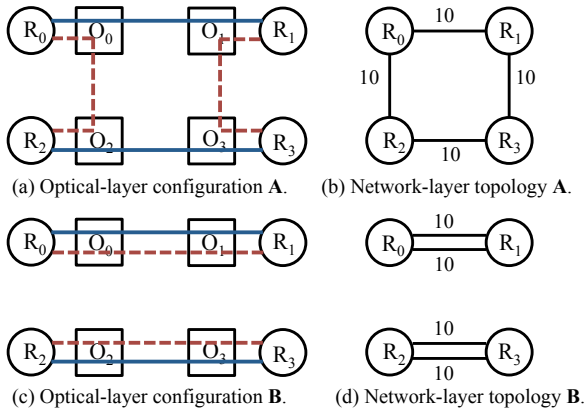 R0 O0 O1 R1
R2 O2 O3 R3
(a) Optical-layer configuration A.
10
R0 R1
10 10
R2 R3
10
(b) Network-layer topology A.
R0 O0 O1 R1
R2 O2 O3 R3
(c) Optical-layer configuration B.
10
R0 R1
10
10
R2 R3
10
(d) Network-layer topology B.